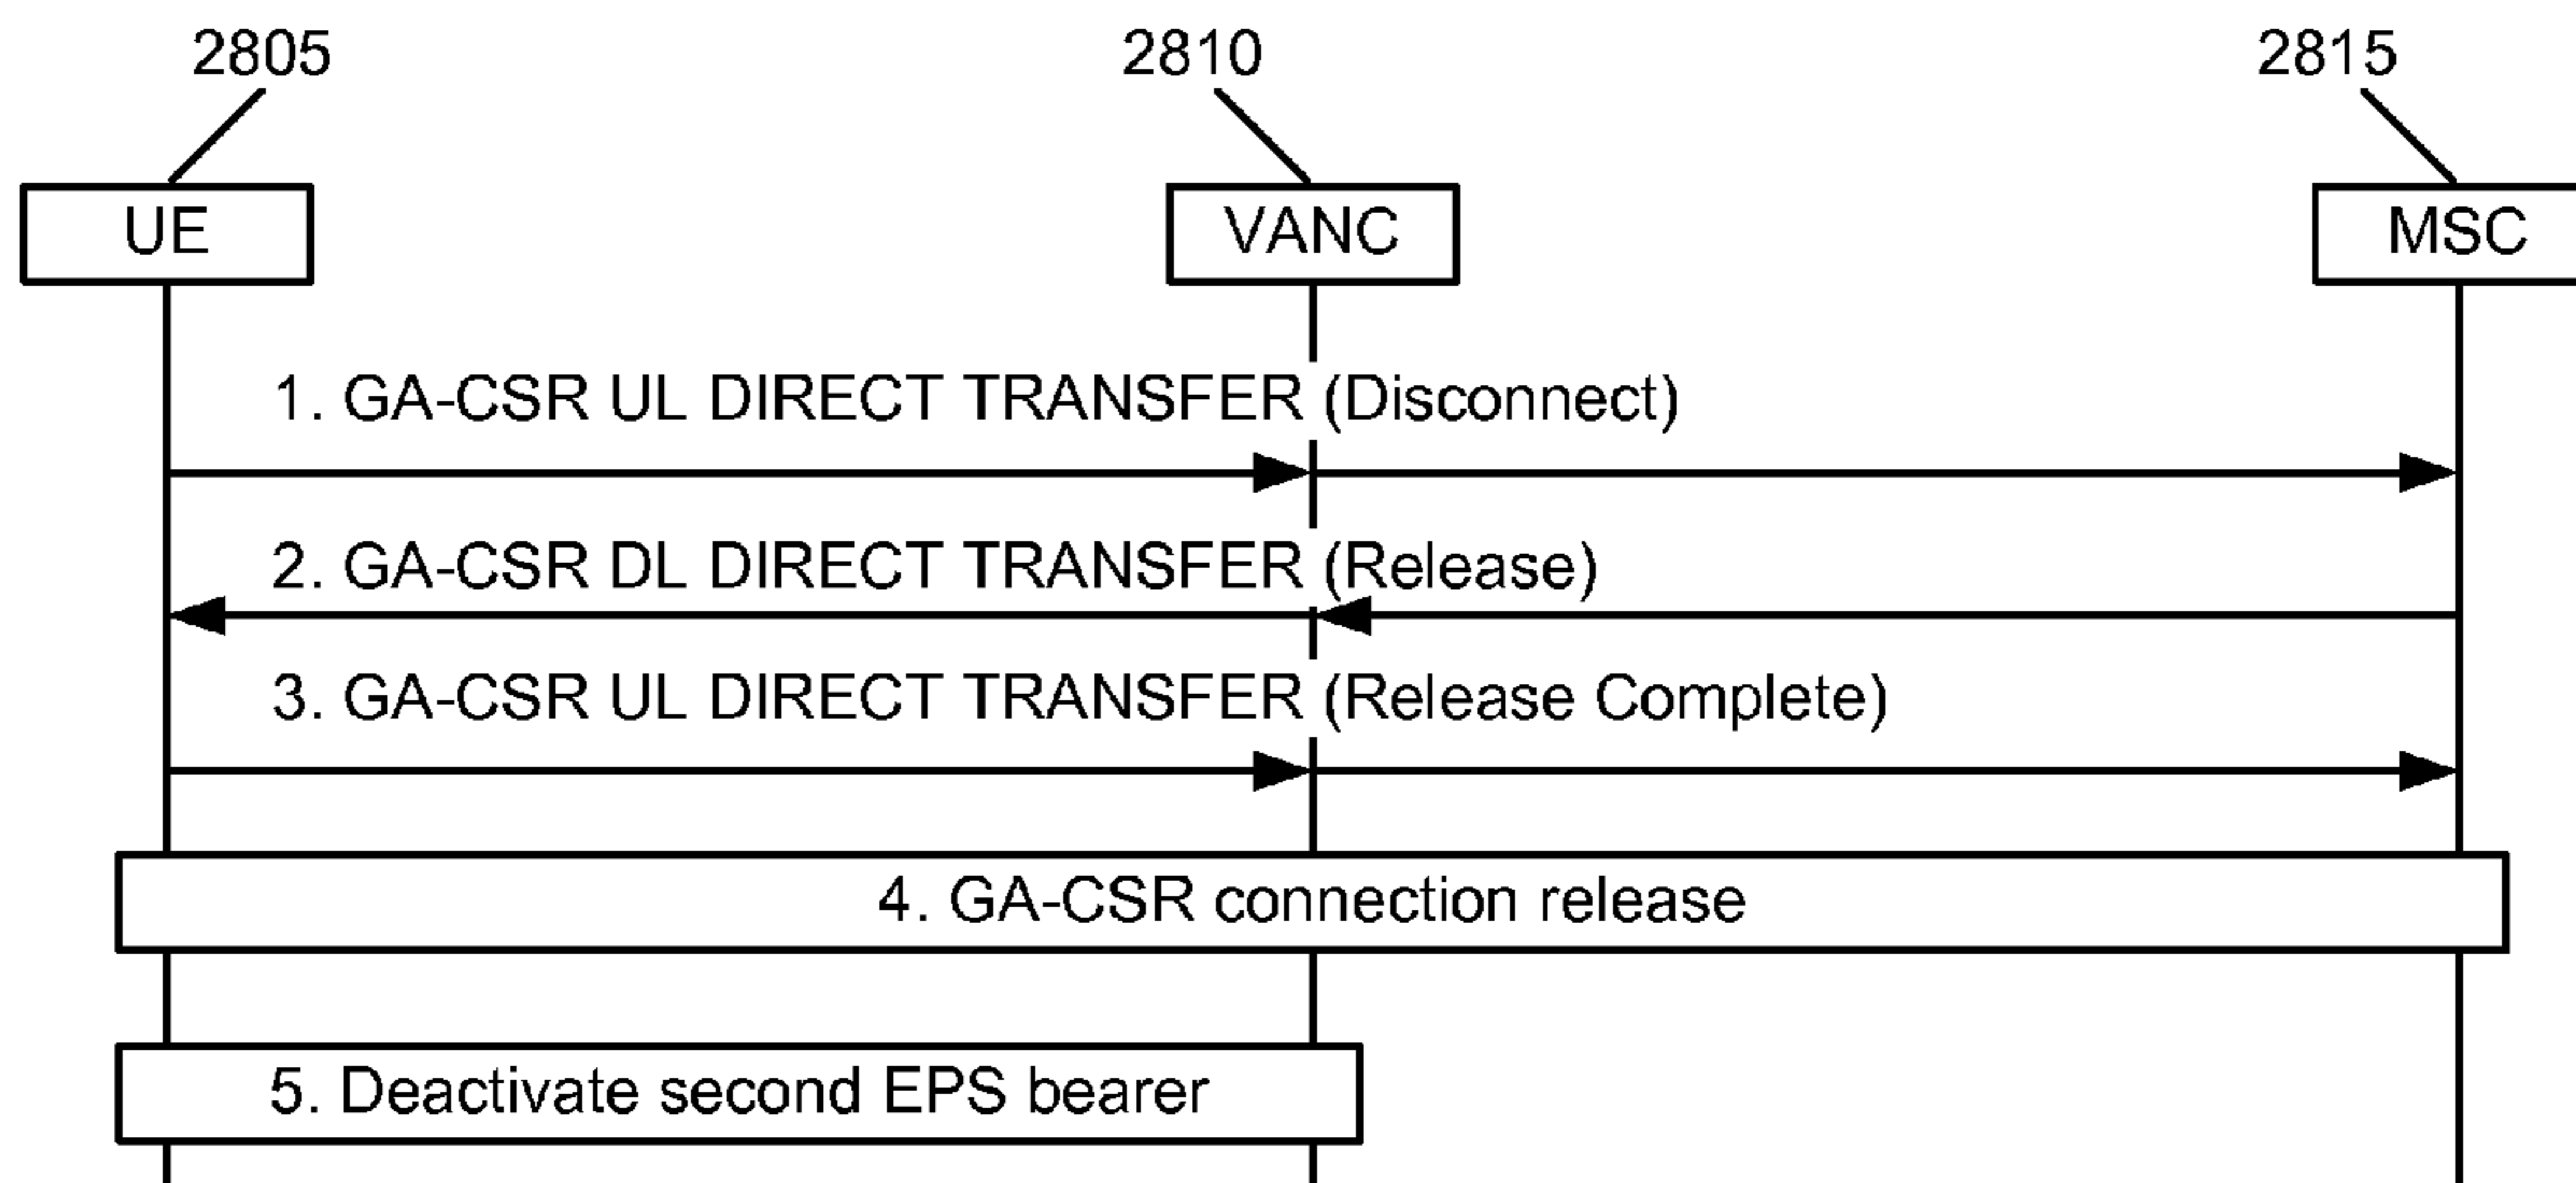 2805
2810
2815
UE
VANC
MSC
1. GA-CSR UL DIRECT TRANSFER (Disconnect)
2. GA-CSR DL DIRECT TRANSFER (Release)
3. GA-CSR UL DIRECT TRANSFER (Release Complete)
4. GA-CSR connection release
5. Deactivate second EPS bearer